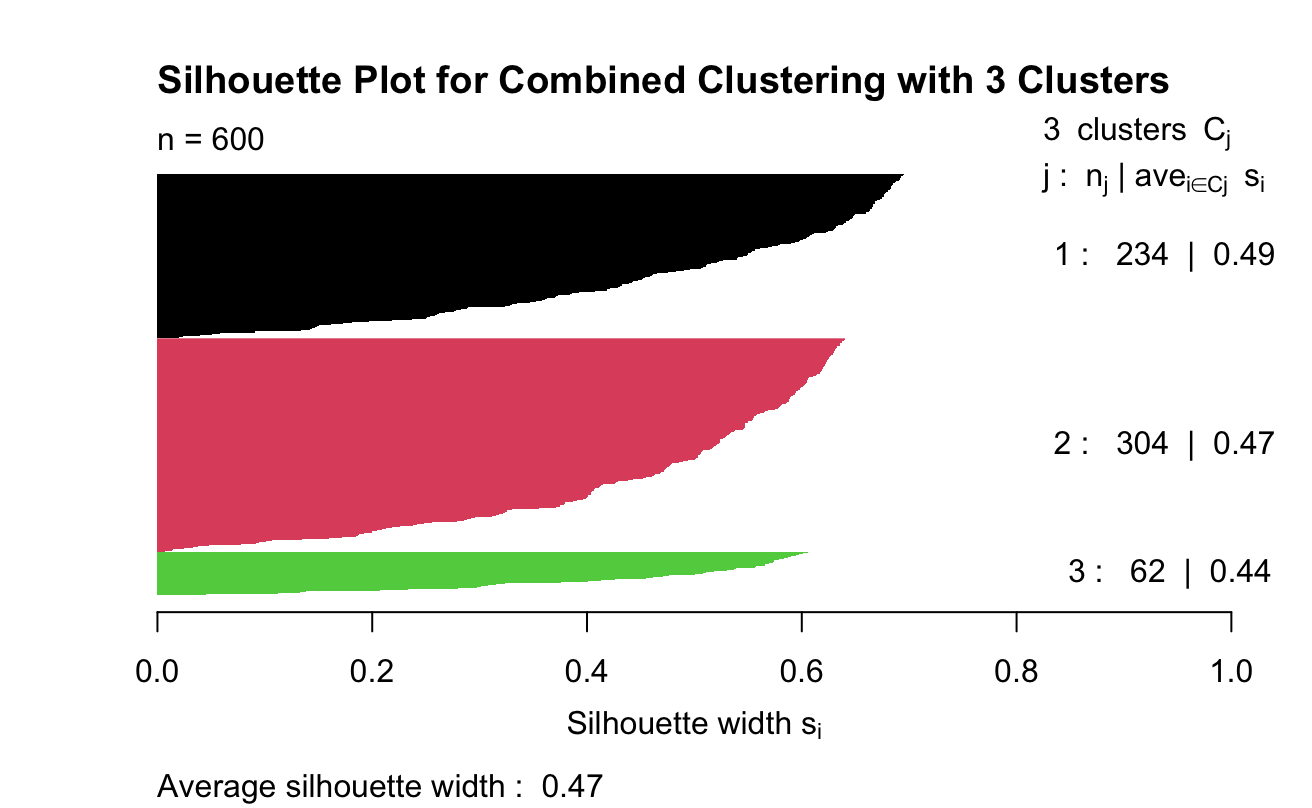 Silhouette Plot for Combined Clustering with 3 Clusters
n = 600
3 clusters Cj
j : nj | avei∈Cj si
1 : 234 | 0.49
2 : 304 | 0.47
3 : 62 | 0.44
0.0 0.2 0.4 0.6 0.8 1.0
Silhouette width si
Average silhouette width : 0.47